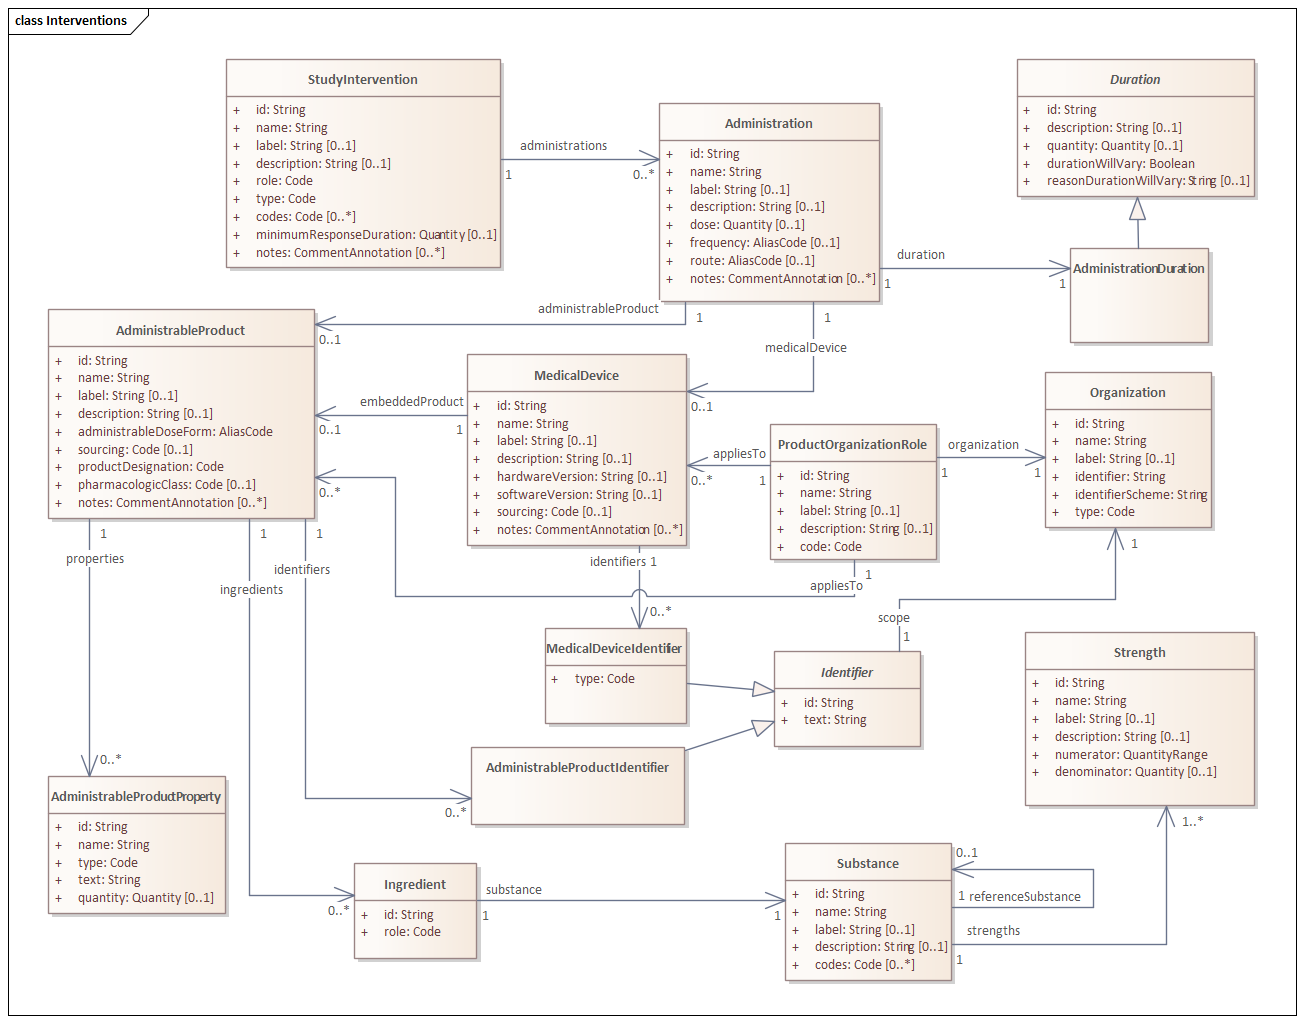 class Interventions
StudyIntervention
+ id: String
+ name: String
+ label: String [0..1]
+ description: String [0..1]
+ role: Code
+ type: Code
+ codes: Code [0..*]
+ minimumResponseDuration: Quantity [0..1]
+ notes: CommentAnnotation [0..*]
administrations
1
0..*
Administration
+ id: String
+ name: String
+ label: String [0..1]
+ description: String [0..1]
+ dose: Quantity [0..1]
+ frequency: AliasCode [0..1]
+ route: AliasCode [0..1]
+ notes: CommentAnnotation [0..*]
Duration
+ id: String
+ description: String [0..1]
+ quantity: Quantity [0..1]
+ durationWillVary: Boolean
+ reasonDurationWillVary: String [0..1]
duration
1
1
AdministrationDuration
administrableProduct
1
0..1
1
medicalDevice
0..1
AdministrableProduct
+ id: String
+ name: String
+ label: String [0..1]
+ description: String [0..1]
+ administrableDoseForm: AliasCode
+ sourcing: Code [0..1]
+ productDesignation: Code
+ pharmacologicClass: Code [0..1]
+ notes: CommentAnnotation [0..*]
embeddedProduct
0..1
1
0..*
MedicalDevice
+ id: String
+ name: String
+ label: String [0..1]
+ description: String [0..1]
+ hardwareVersion: String [0..1]
+ softwareVersion: String [0..1]
+ sourcing: Code [0..1]
+ notes: CommentAnnotation [0..*]
appliesTo
0..*
1
ProductOrganizationRole
+ id: String
+ name: String
+ label: String [0..1]
+ description: String [0..1]
+ code: Code
organization
1
1
Organization
+ id: String
+ name: String
+ label: String [0..1]
+ identifier: String
+ identifierScheme: String
+ type: Code
1
properties
1
ingredients
1
identifiers
identifiers 1
0..*
1
appliesTo
1
scope
1
MedicalDeviceIdentifier
+ type: Code
Identifier
+ id: String
+ text: String
Strength
+ id: String
+ name: String
+ label: String [0..1]
+ description: String [0..1]
+ numerator: QuantityRange
+ denominator: Quantity [0..1]
AdministrableProductIdentifier
0..*
0..*
AdministrableProductProperty
+ id: String
+ name: String
+ type: Code
+ text: String
+ quantity: Quantity [0..1]
0..*
Ingredient
+ id: String
+ role: Code
substance
1
1
Substance
+ id: String
+ name: String
+ label: String [0..1]
+ description: String [0..1]
+ codes: Code [0..*]
0..1
1 referenceSubstance
strengths
1
1..*